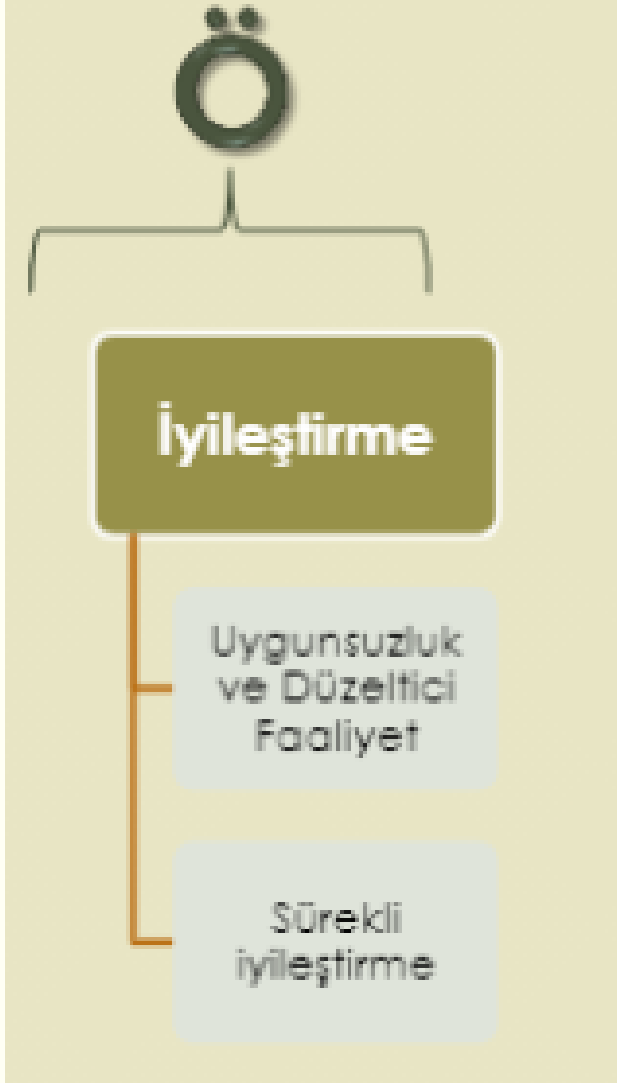 Ö
İyileştirme
Uygunsuzluk
ve Düzeltici
Faaliyet
Sürekli
iyileştirme